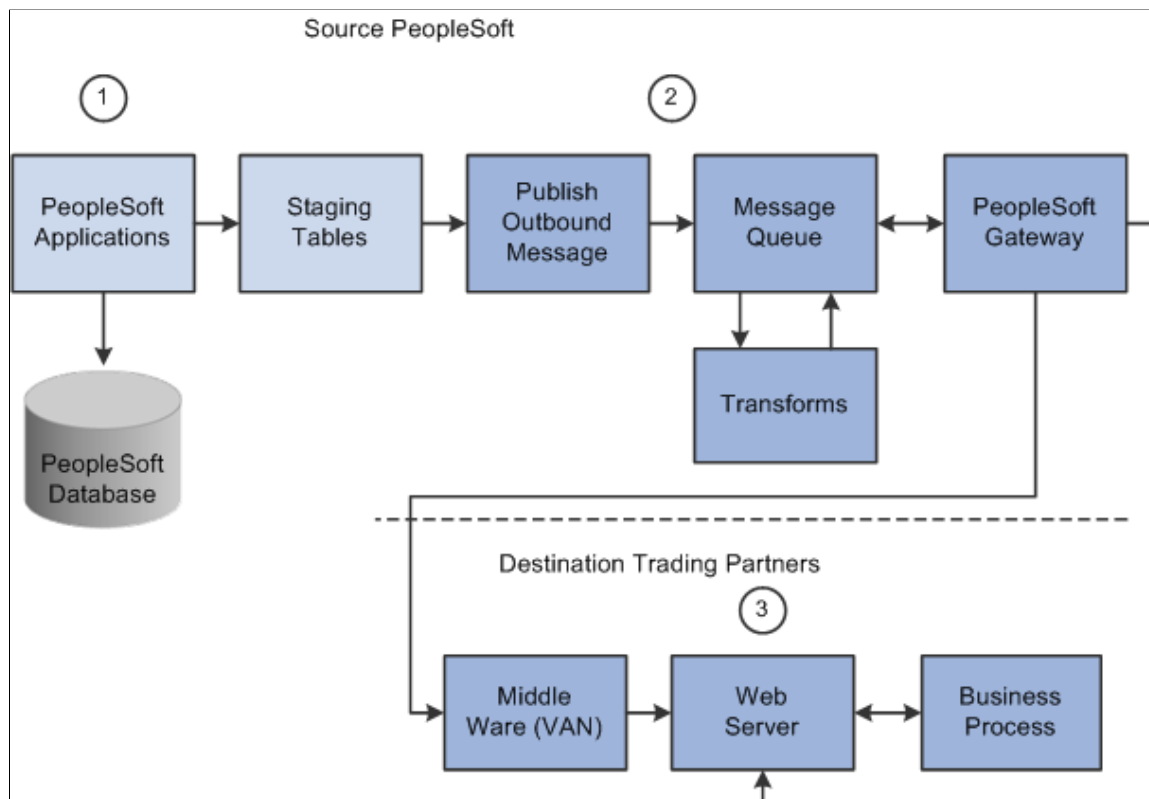 Source PeopleSoft
1
2
PeopleSoft
Applications
Staging
Tables
Publish
Outbound
Message
Message
Queue
PeopleSoft
Gateway
Transforms
PeopleSoft
Database
Destination Trading Partners
3
Middle
Ware (VAN)
Web
Server
Business
Process